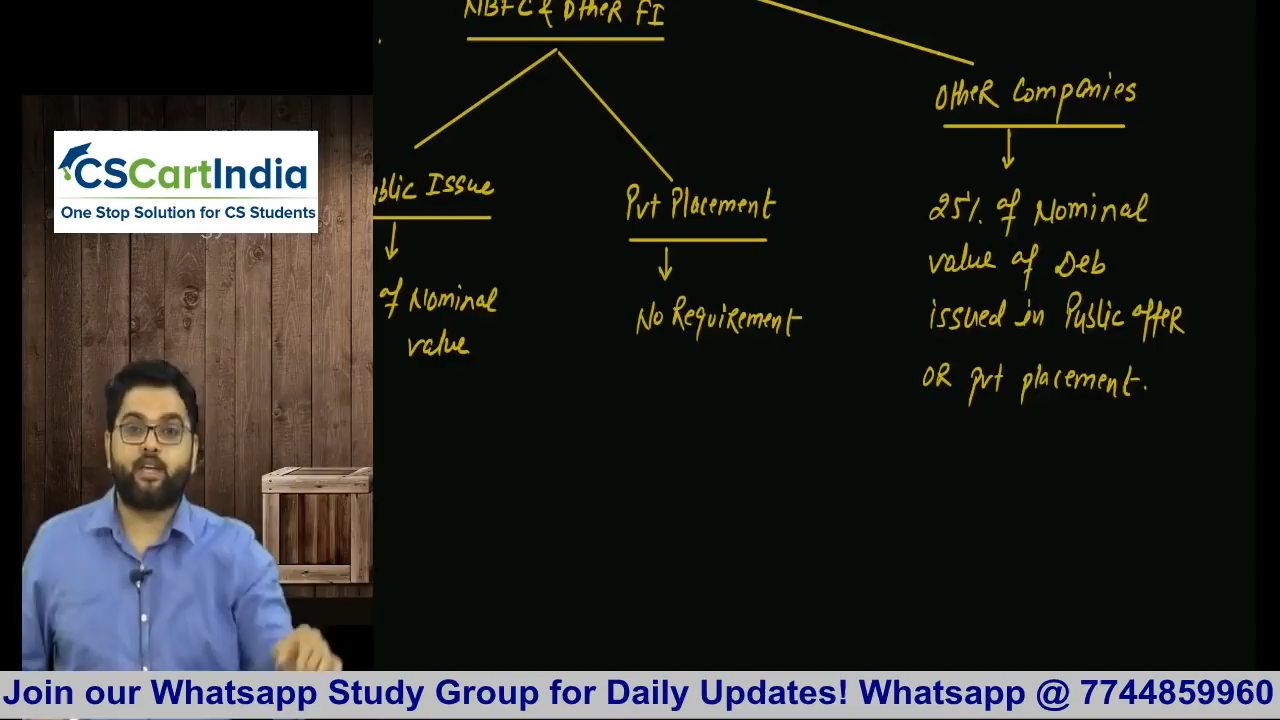 NBFC & Other FI
Other Companies
CSCartIndia
One Stop Solution for CS Students
Public Issue
Pvt Placement
25% of Nominal
value of Deb
issued in Public offer
OR pvt placement.
of Nominal
value
No Requirement
Join our Whatsapp Study Group for Daily Updates! Whatsapp @ 7744859960